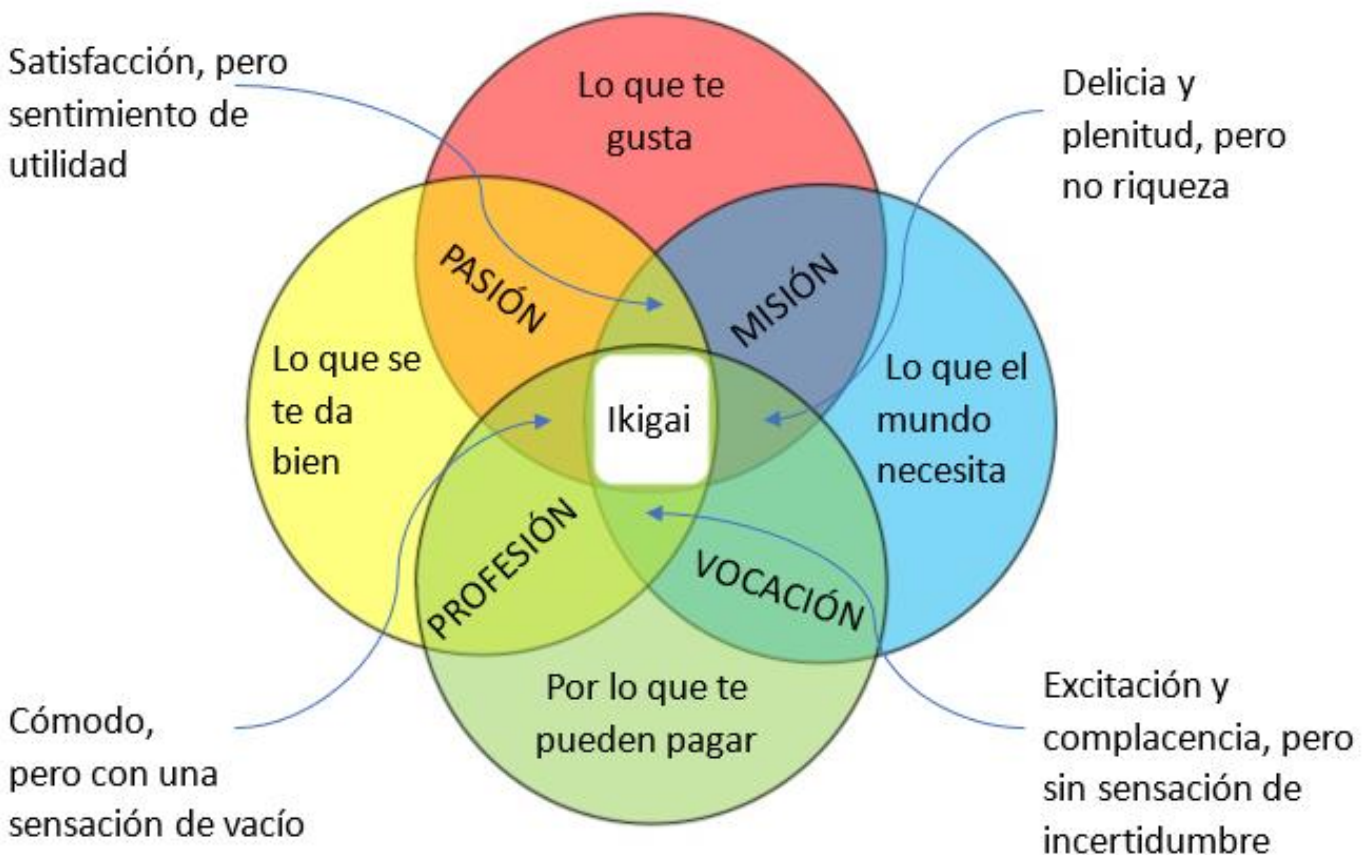 Satisfacción, pero
sentimiento de
utilidad
Lo que te
gusta
Delicia y
plenitud, pero
no riqueza
PASIÓN
MISIÓN
Lo que se
te da
bien
Ikigai
Lo que el
mundo
necesita
PROFESIÓN
VOCACIÓN
Por lo que te
pueden pagar
Cómodo,
pero con una
sensación de vacío
Excitación y
complacencia, pero
sin sensación de
incertidumbre